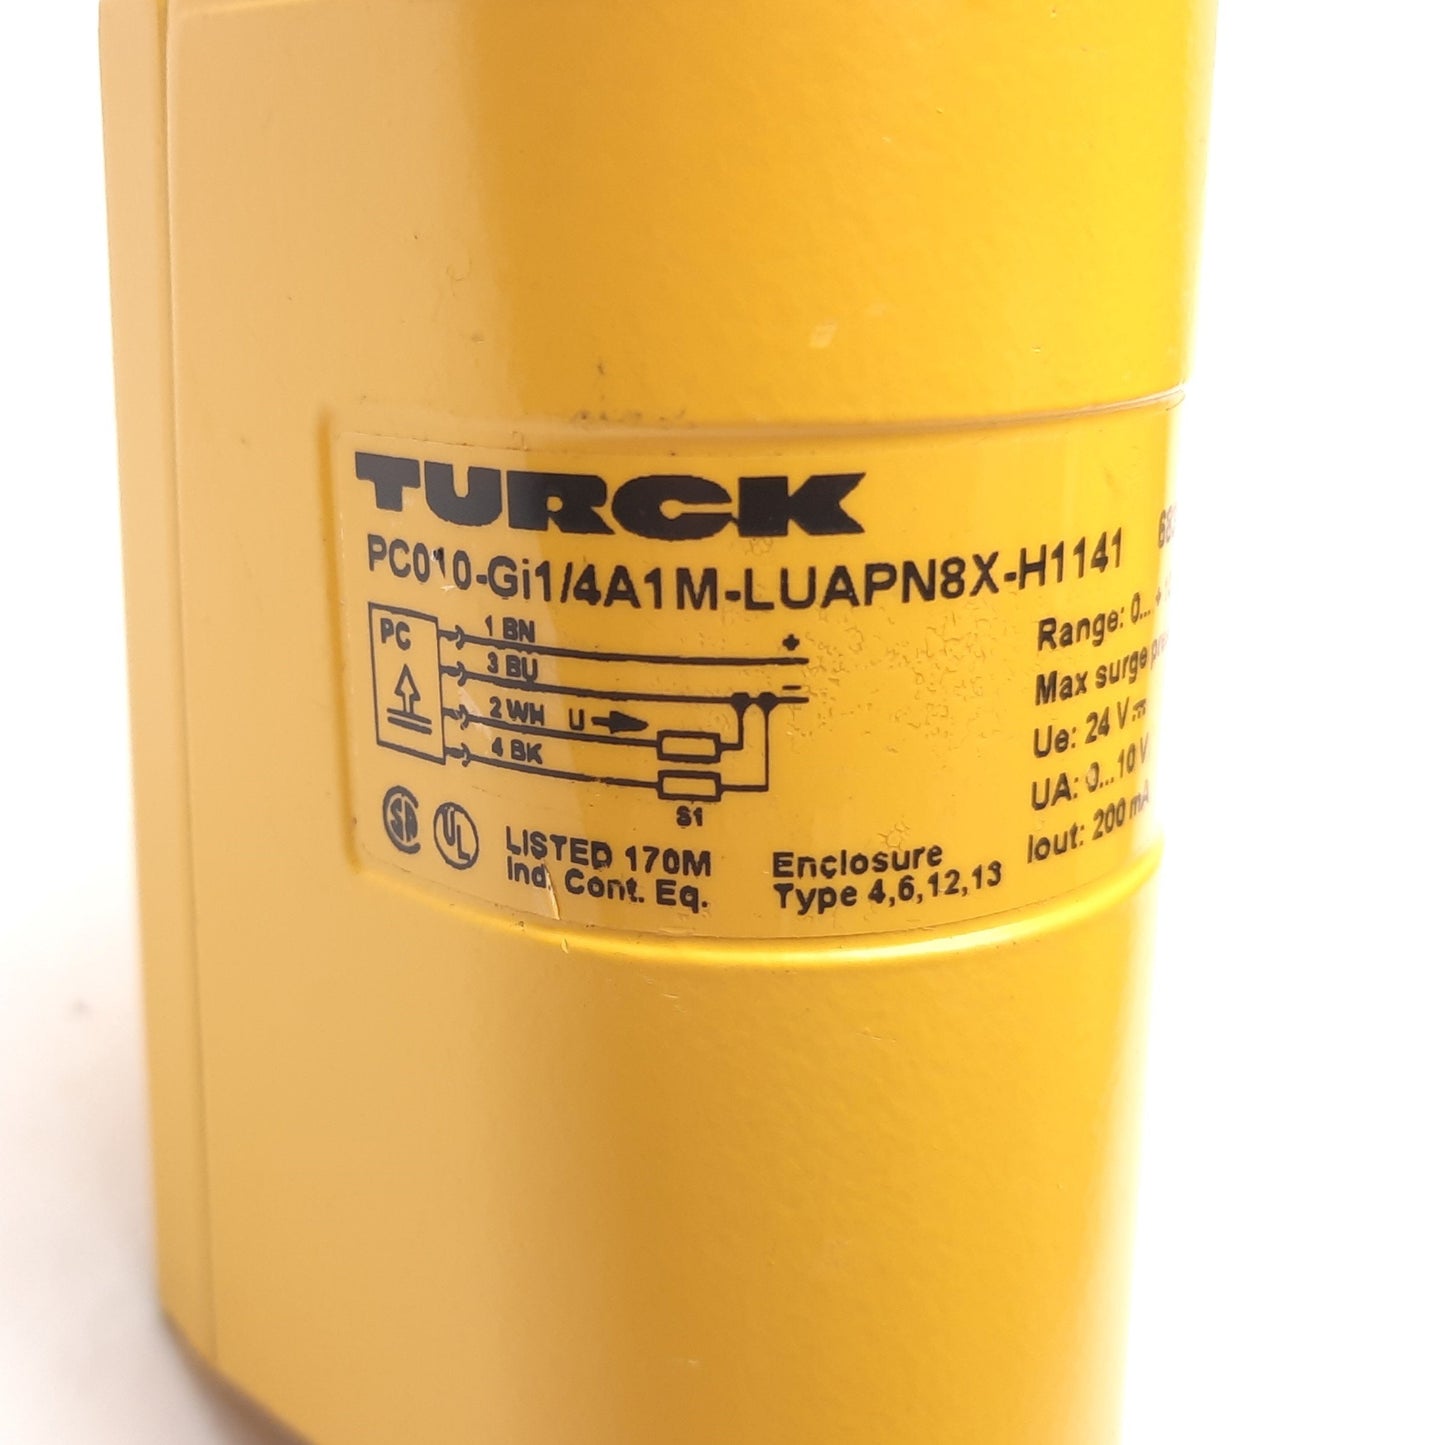 TURCK
PC010-Gi1/4A1M-LUAPN8X-H1141
PC
1 BN
+
3 BU
-
2 WH U
4 BK
S1
Range: 0...
Max surge
Ue: 24 V
UA: 0...10 V
Iout: 200 mA
SA
UL
LISTED 170M
Ind. Cont. Eq.
Enclosure
Type 4,6,12,13